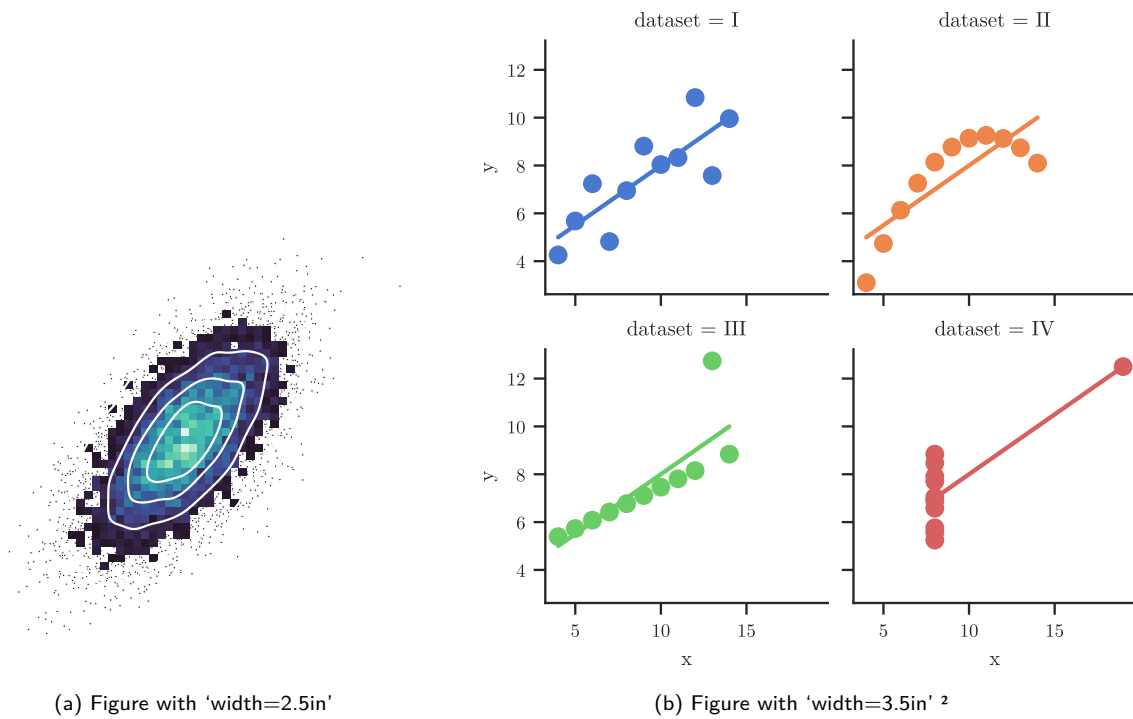 dataset = I
dataset = II
12
10
8
6
4
y
dataset = III
dataset = IV
12
10
8
6
4
y
5
10
15
5
10
15
x
x
(a) Figure with ‘width=2.5in’
(b) Figure with ‘width=3.5in’ ²